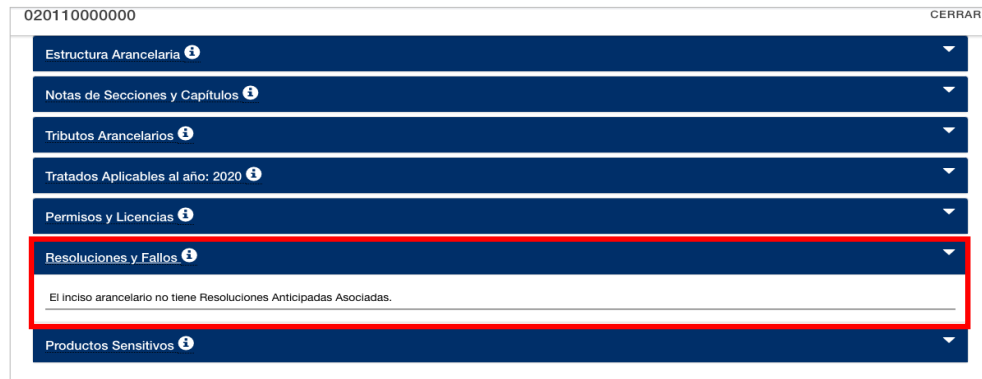 020110000000 CERRAR
Estructura Arancelaria
Notas de Secciones y Capítulos
Tributos Arancelarios
Tratados Aplicables al año: 2020
Permisos y Licencias
Resoluciones y Fallos
El inciso arancelario no tiene Resoluciones Anticipadas Asociadas.
Productos Sensitivos